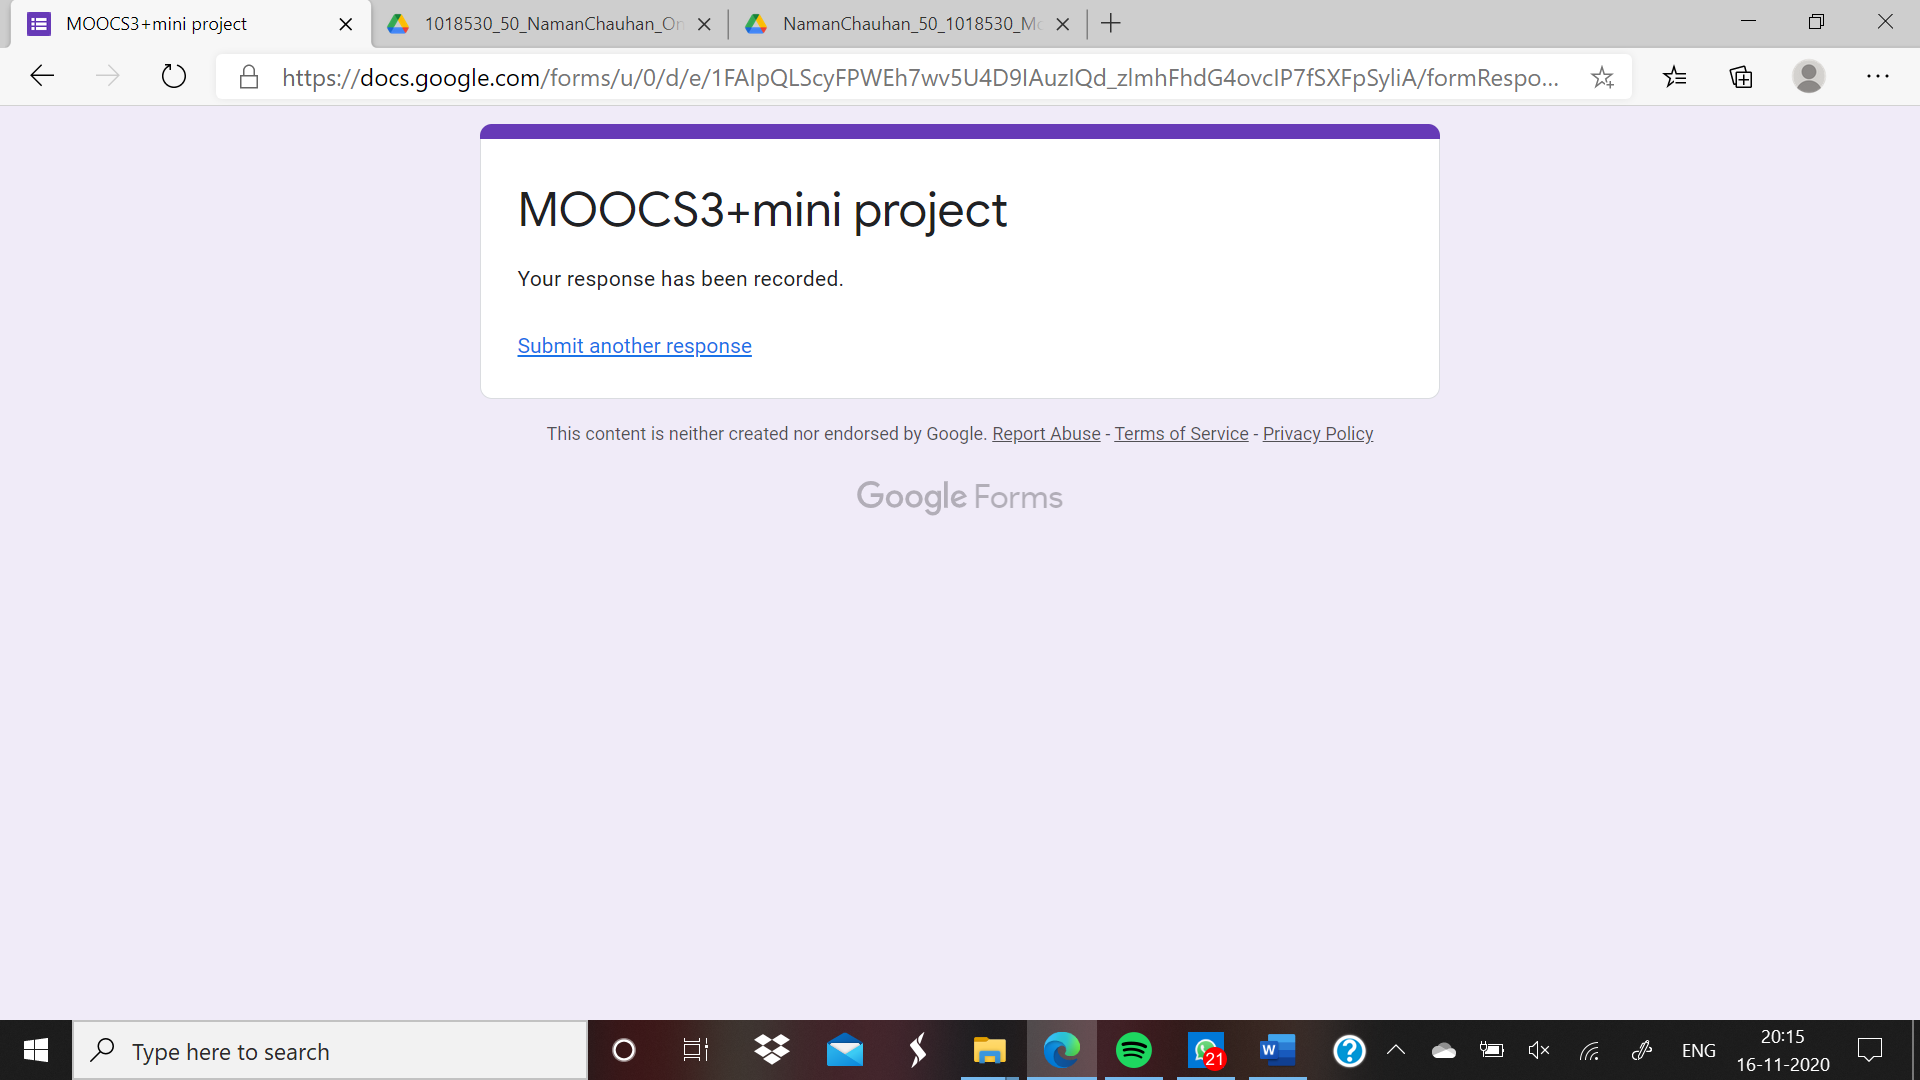 MOOCS3+mini project
1018530_50_NamanChauhan_On
NamanChauhan_50_1018530_Mo
https://docs.google.com/forms/u/0/d/e/1FAIpQLScyFPWEh7wv5U4D9IAuzIQd_zlmhFhdG4ovcIP7fSXFpSyliA/formRespo...
MOOCS3+mini project
Your response has been recorded.
Submit another response
This content is neither created nor endorsed by Google. Report Abuse - Terms of Service - Privacy Policy
Google Forms
Type here to search
21
W
?
ENG
20:15
16-11-2020